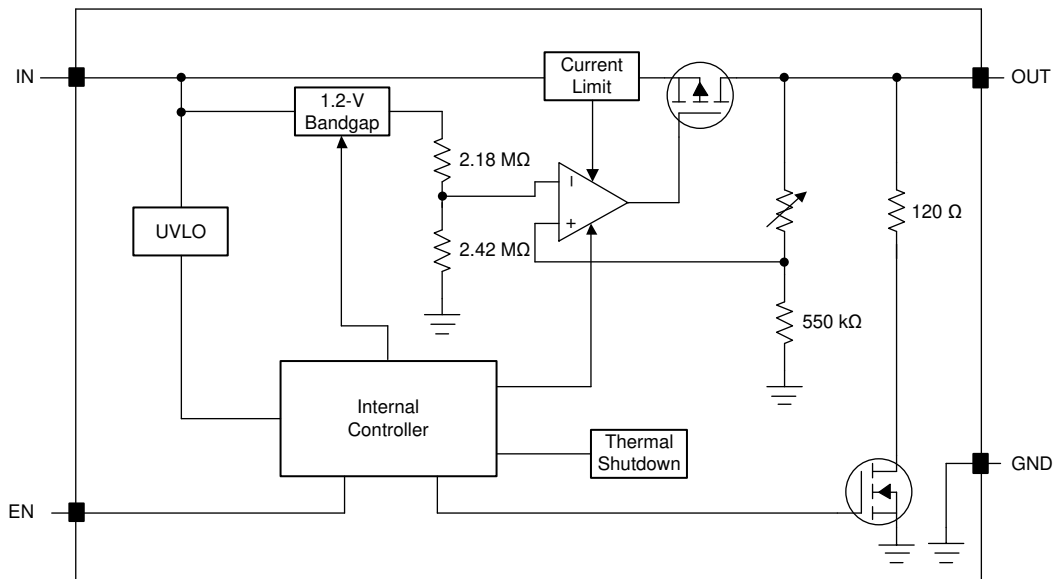 IN
OUT
Current
Limit
1.2-V
Bandgap
2.18 MΩ
−
+
2.42 MΩ
UVLO
120 Ω
550 kΩ
Internal
Controller
Thermal
Shutdown
GND
EN